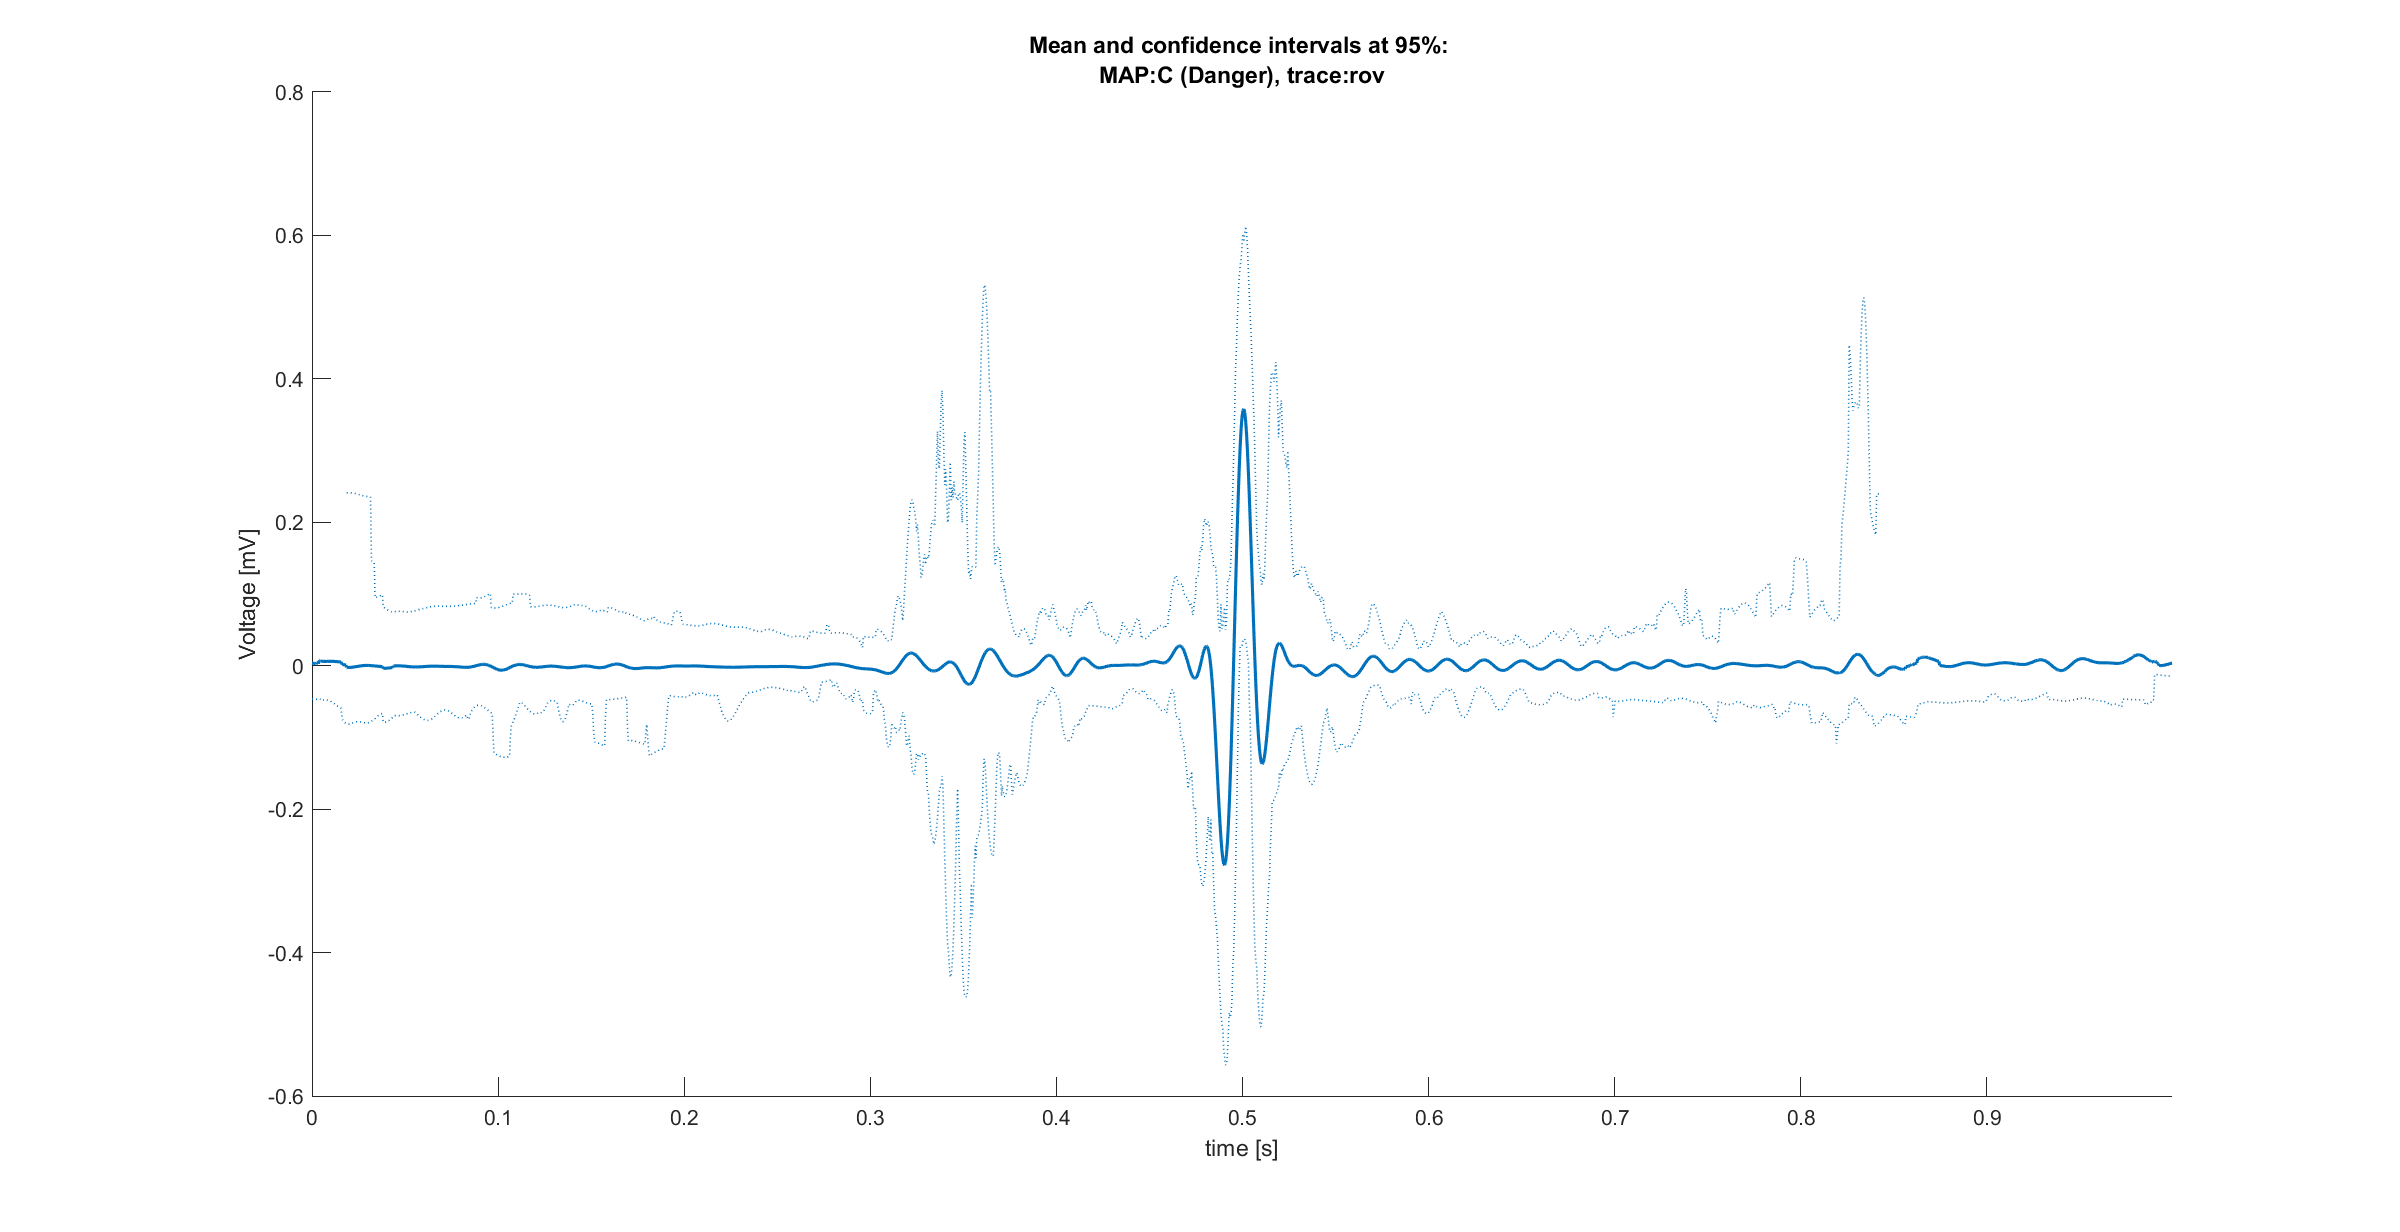 Mean and confidence intervals at 95%:
MAP:C (Danger), trace:rov
0.8
0.6
0.4
0.2
0
-0.2
-0.4
-0.6
Voltage [mV]
0 0.1 0.2 0.3 0.4 0.5 0.6 0.7 0.8 0.9
time [s]